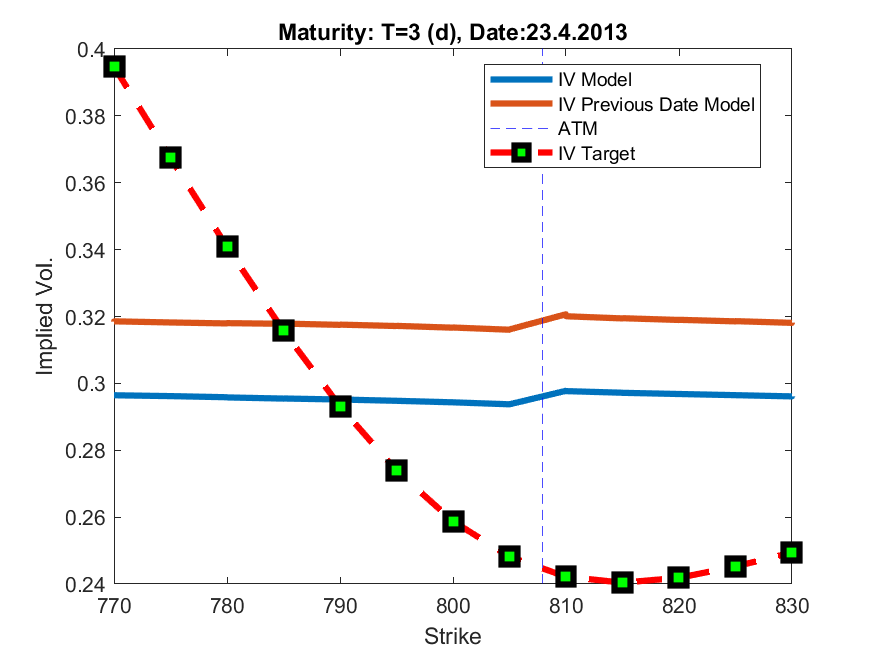 Maturity: T=3 (d), Date:23.4.2013
0.4
0.38
0.36
0.34
0.32
0.3
0.28
0.26
0.24
Implied Vol.
IV Model
IV Previous Date Model
ATM
IV Target
770 780 790 800 810 820 830
Strike